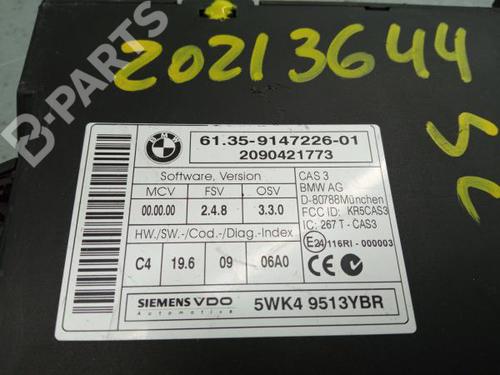 B-PARTS
20213644
BMW
61.35-9147226-01
2090421773
Software, Version
MCV FSV OSV
00.00.00 2.4.8 3.3.0
HW./SW.-/Cod.-/Diag.-Index
C4 19.6 09 06A0
CAS 3
BMW AG
D-80788München
FCC ID: KR5CAS3
IC: 267 T - CAS3
E24 116RI - 000003
SIEMENS VDO
Automotive
5WK4 9513YBR